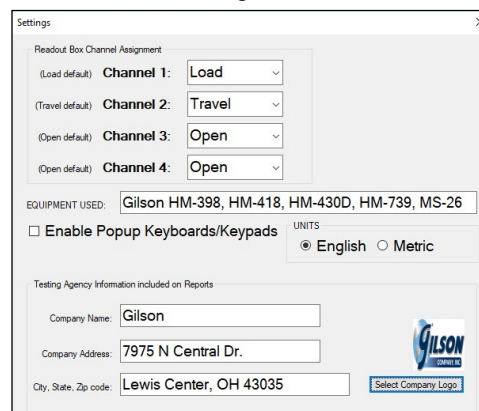 Settings
Readout Box Channel Assignment
(Load default) Channel 1: Load
(Travel default) Channel 2: Travel
(Open default) Channel 3: Open
(Open default) Channel 4: Open
EQUIPMENT USED: Gilson HM-398, HM-418, HM-430D, HM-739, MS-26
Enable Popup Keyboards/Keypads
UNITS
English Metric
Testing Agency Information included on Reports
Company Name: Gilson
Company Address: 7975 N Central Dr.
GILSON
COMPANY, INC
City, State, Zip code: Lewis Center, OH 43035
Select Company Logo